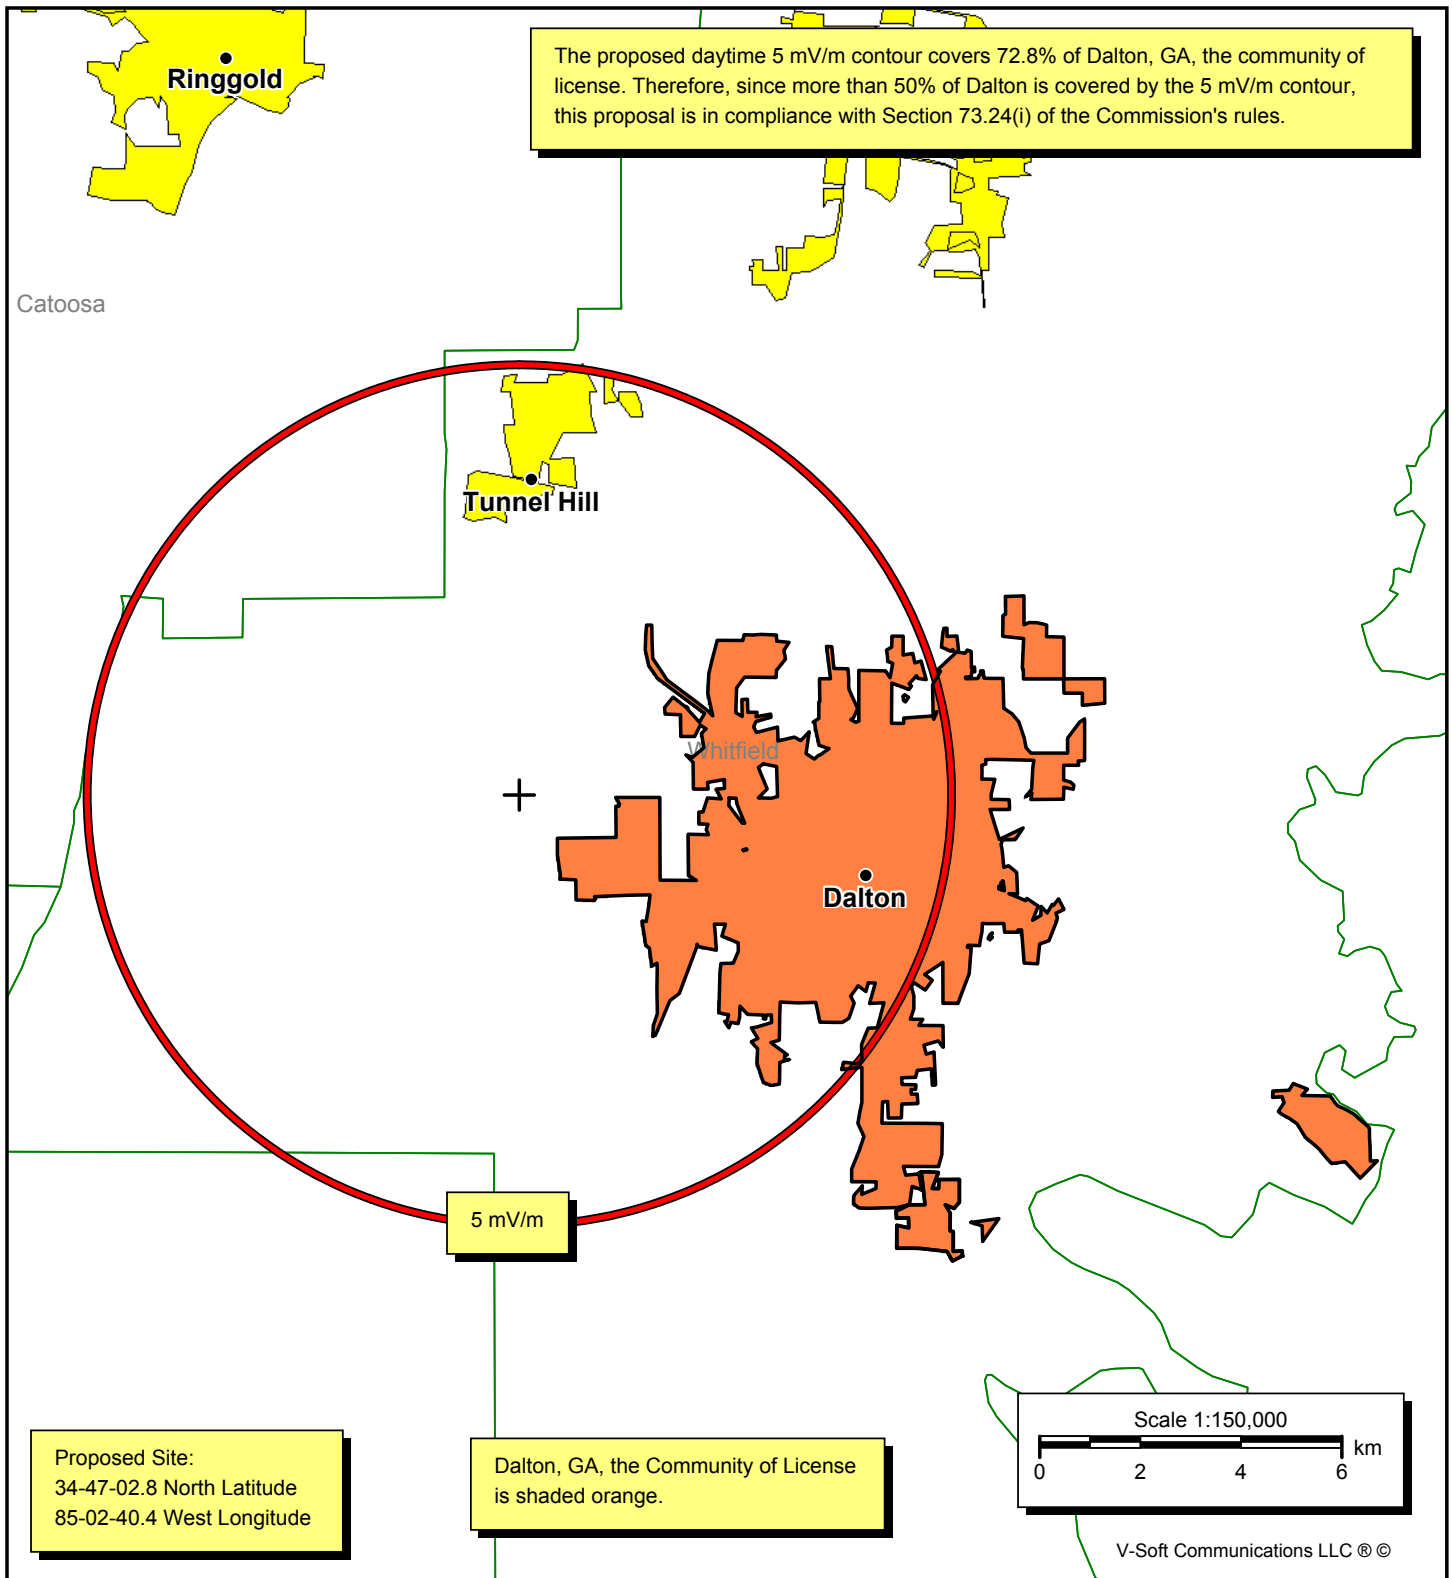 Ringgold
The proposed daytime 5 mV/m contour covers 72.8% of Dalton, GA, the community of
license. Therefore, since more than 50% of Dalton is covered by the 5 mV/m contour,
this proposal is in compliance with Section 73.24(i) of the Commission's rules.
Catoosa
Tunnel Hill
Whitfield
Dalton
5 mV/m
Proposed Site:
34-47-02.8 North Latitude
85-02-40.4 West Longitude
Dalton, GA, the Community of License
is shaded orange.
Scale 1:150,000
km
0 2 4 6
V-Soft Communications LLC ® ©